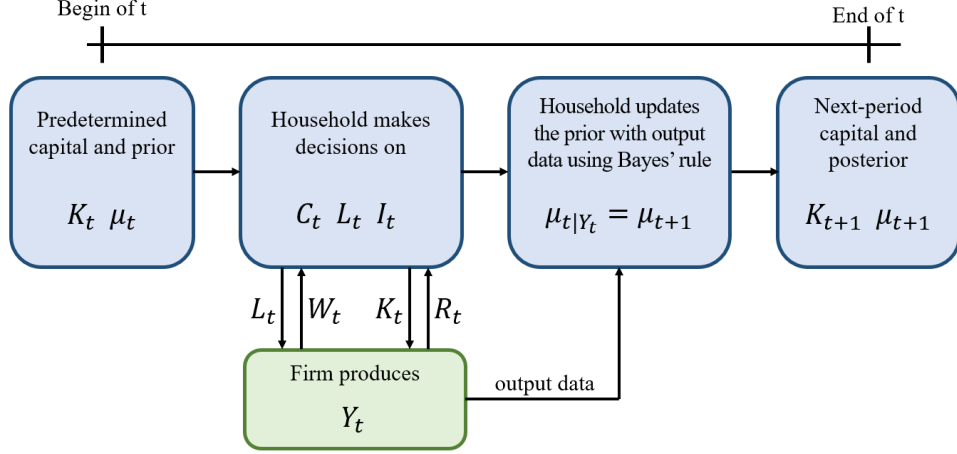 Begin of t
End of t
Predetermined
capital and prior
K_t μ_t
Household makes
decisions on
C_t L_t I_t
Household updates
the prior with output
data using Bayes’ rule
μ_{t|Y_t} = μ_{t+1}
Next-period
capital and
posterior
K_{t+1} μ_{t+1}
L_t W_t K_t R_t
Firm produces
Y_t
output data